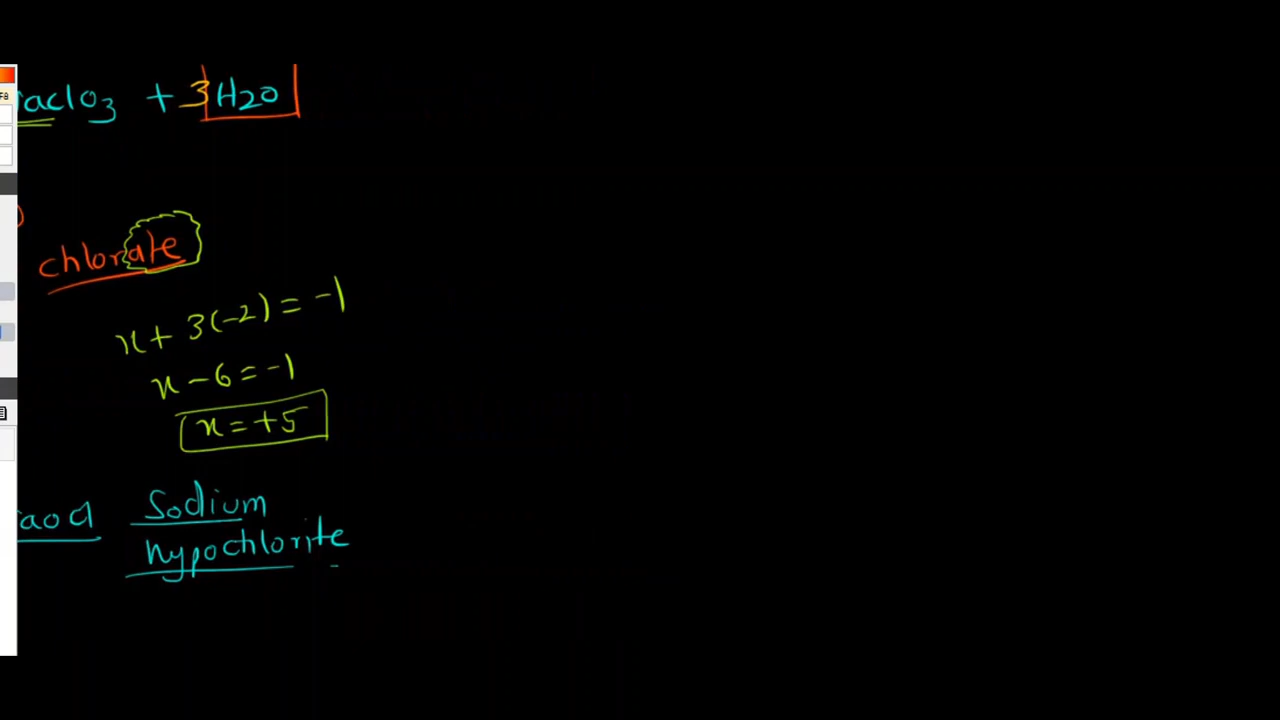 aclo3 + 3H2O
chlorate
x + 3(-2) = -1
x - 6 = -1
x = +5
aocl Sodium
hypochlorite